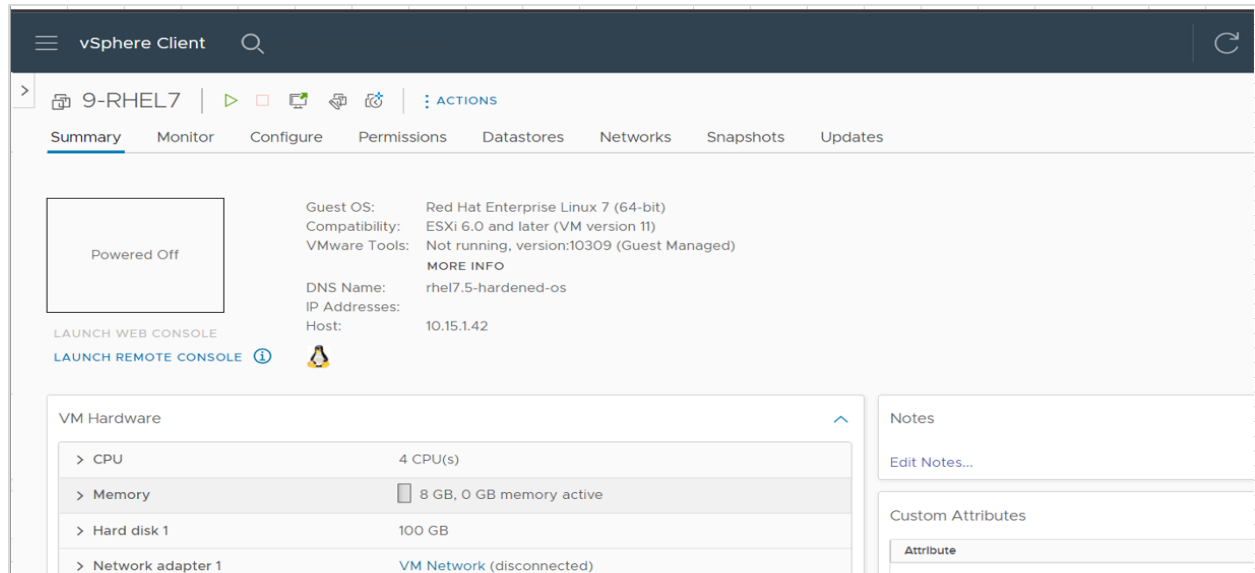 vSphere Client
9-RHEL7 ACTIONS
Summary Monitor Configure Permissions Datastores Networks Snapshots Updates
Powered Off
LAUNCH WEB CONSOLE
LAUNCH REMOTE CONSOLE
Guest OS: Red Hat Enterprise Linux 7 (64-bit)
Compatibility: ESXi 6.0 and later (VM version 11)
VMware Tools: Not running, version:10309 (Guest Managed)
MORE INFO
DNS Name: rhel7.5-hardened-os
IP Addresses:
Host: 10.15.1.42
VM Hardware
> CPU 4 CPU(s)
> Memory 8 GB, 0 GB memory active
> Hard disk 1 100 GB
> Network adapter 1 VM Network (disconnected)
Notes
Edit Notes...
Custom Attributes
Attribute